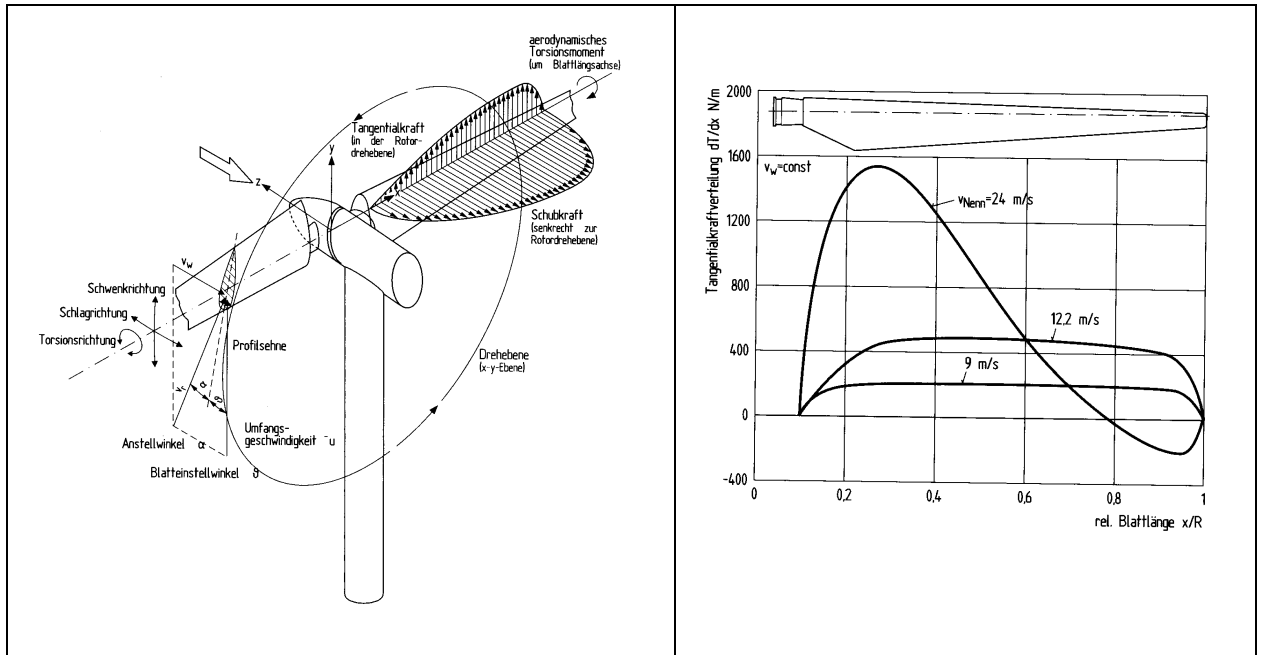 aerodynamisches
Torsionsmoment
(um Blattlängsachse)
Tangentialkraft
(in der Rotor-
drehebene)
y
z
Schubkraft
(senkrecht zur
Rotordrehebene)
v_w
Schwenkrichtung
Schlagrichtung
Torsionsrichtung
Profilsehne
Drehebene
(x-y-Ebene)
v_r
α
ϑ
Umfangs-
geschwindigkeit -u
Anstellwinkel α
Blatteinstellwinkel ϑ
Tangentialkraftverteilung dT/dx N/m
2000
1600
v_w=const
v_Nenn=24 m/s
1200
800
12,2 m/s
400
9 m/s
0
-400
0
0,2
0,4
0,6
0,8
1
rel. Blattlänge x/R